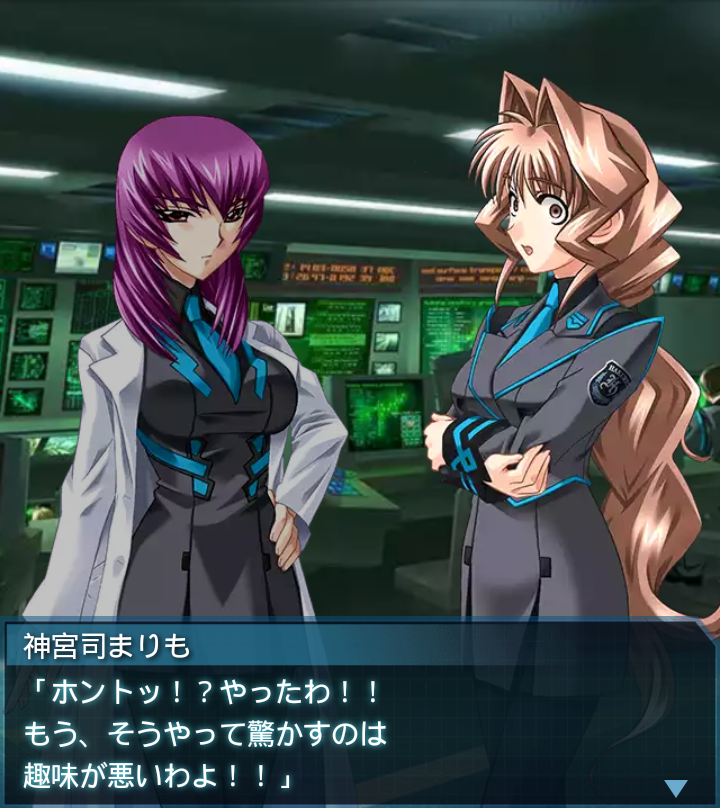 神宮司まりも
「ホントッ！？やったわ！！
もう、そうやって驚かすのは
趣味が悪いわよ！！」